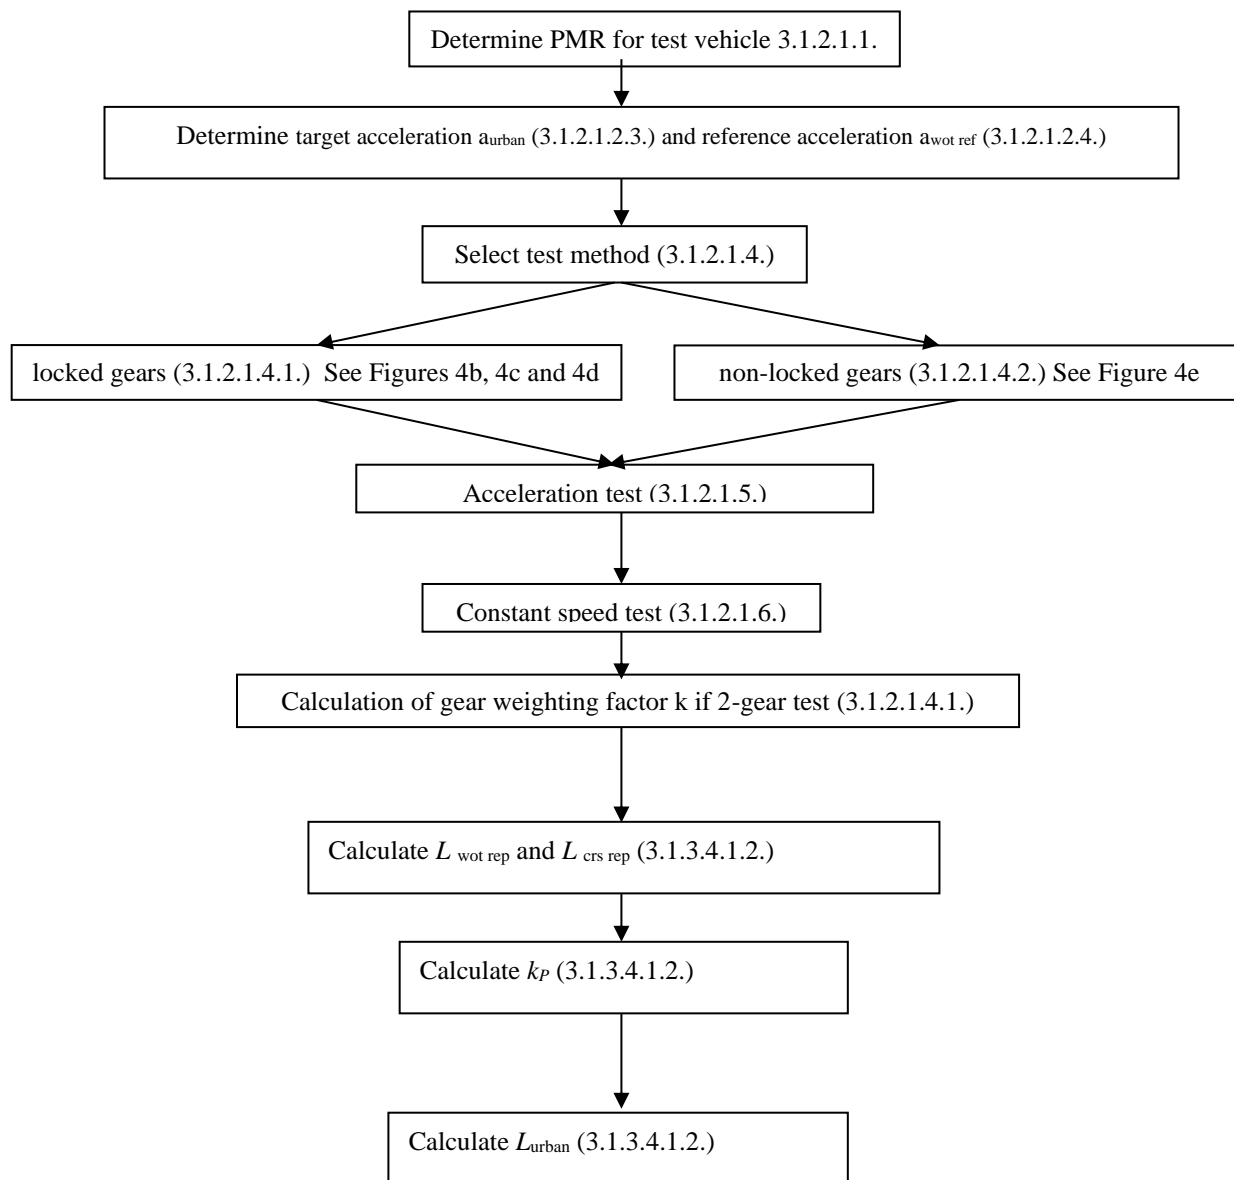 Determine PMR for test vehicle 3.1.2.1.1.
Determine target acceleration aurban (3.1.2.1.2.3.) and reference acceleration awot ref (3.1.2.1.2.4.)
Select test method (3.1.2.1.4.)
locked gears (3.1.2.1.4.1.) See Figures 4b, 4c and 4d
non-locked gears (3.1.2.1.4.2.) See Figure 4e
Acceleration test (3.1.2.1.5.)
Constant speed test (3.1.2.1.6.)
Calculation of gear weighting factor k if 2-gear test (3.1.2.1.4.1.)
Calculate L wot rep and L crs rep (3.1.3.4.1.2.)
Calculate kP (3.1.3.4.1.2.)
Calculate Lurban (3.1.3.4.1.2.)